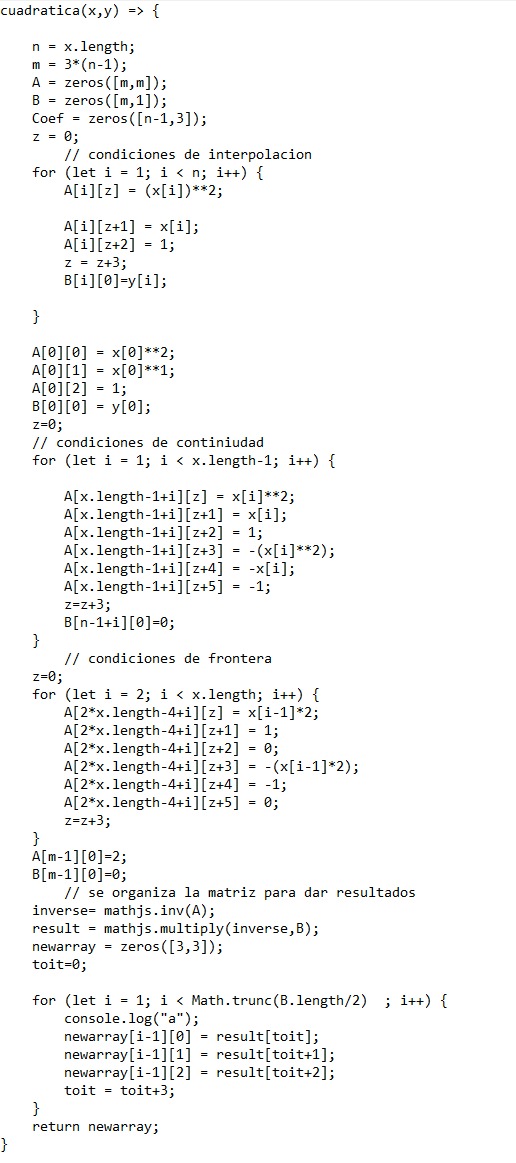 cuadratica(x,y) => {
n = x.length;
m = 3*(n-1);
A = zeros([m,m]);
B = zeros([m,1]);
Coef = zeros([n-1,3]);
z = 0;
// condiciones de interpolacion
for (let i = 1; i < n; i++) {
A[i][z] = (x[i])**2;
A[i][z+1] = x[i];
A[i][z+2] = 1;
z = z+3;
B[i][0]=y[i];
}
A[0][0] = x[0]**2;
A[0][1] = x[0]**1;
A[0][2] = 1;
B[0][0] = y[0];
z=0;
// condiciones de continiudad
for (let i = 1; i < x.length-1; i++) {
A[x.length-1+i][z] = x[i]**2;
A[x.length-1+i][z+1] = x[i];
A[x.length-1+i][z+2] = 1;
A[x.length-1+i][z+3] = -(x[i]**2);
A[x.length-1+i][z+4] = -x[i];
A[x.length-1+i][z+5] = -1;
z=z+3;
B[n-1+i][0]=0;
}
// condiciones de frontera
z=0;
for (let i = 2; i < x.length; i++) {
A[2*x.length-4+i][z] = x[i-1]*2;
A[2*x.length-4+i][z+1] = 1;
A[2*x.length-4+i][z+2] = 0;
A[2*x.length-4+i][z+3] = -(x[i-1]*2);
A[2*x.length-4+i][z+4] = -1;
A[2*x.length-4+i][z+5] = 0;
z=z+3;
}
A[m-1][0]=2;
B[m-1][0]=0;
// se organiza la matriz para dar resultados
inverse= mathjs.inv(A);
result = mathjs.multiply(inverse,B);
newarray = zeros([3,3]);
toit=0;
for (let i = 1; i < Math.trunc(B.length/2)  ; i++) {
console.log("a");
newarray[i-1][0] = result[toit];
newarray[i-1][1] = result[toit+1];
newarray[i-1][2] = result[toit+2];
toit = toit+3;
}
return newarray;
}